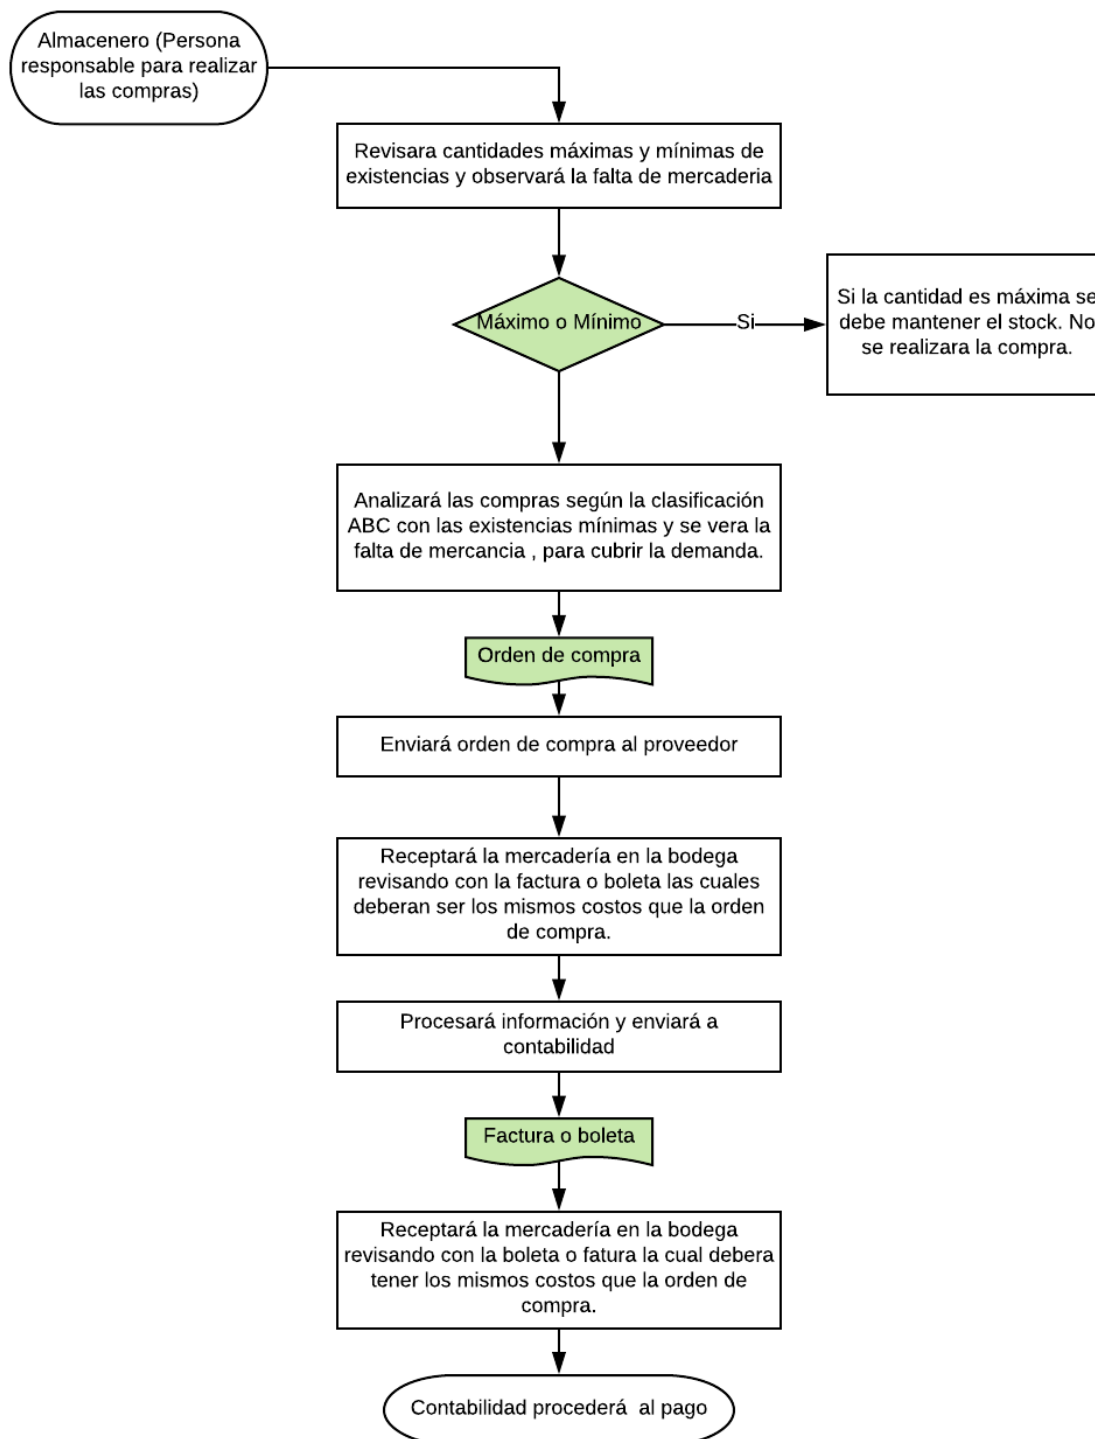 Almacenero (Persona
responsable para realizar
las compras)
Revisara cantidades máximas y mínimas de
existencias y observará la falta de mercaderia
Máximo o Mínimo
Si
Si la cantidad es máxima se
debe mantener el stock. No
se realizara la compra.
Analizará las compras según la clasificación
ABC con las existencias mínimas y se vera la
falta de mercancia , para cubrir la demanda.
Orden de compra
Enviará orden de compra al proveedor
Receptará la mercadería en la bodega
revisando con la factura o boleta las cuales
deberan ser los mismos costos que la orden
de compra.
Procesará información y enviará a
contabilidad
Factura o boleta
Receptará la mercadería en la bodega
revisando con la boleta o fatura la cual debera
tener los mismos costos que la orden de
compra.
Contabilidad procederá  al pago